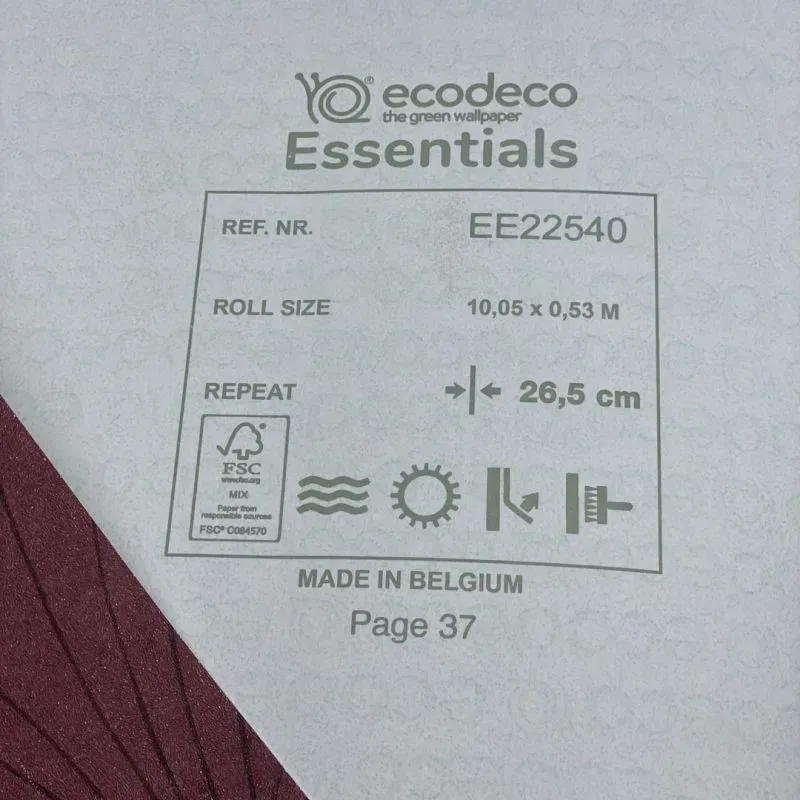 ecodeco®
the green wallpaper
Essentials
REF. NR. EE22540
ROLL SIZE 10,05 x 0,53 M
REPEAT 26,5 cm
FSC
www.fsc.org
MIX
Paper from
responsible sources
FSC® C084570
MADE IN BELGIUM
Page 37